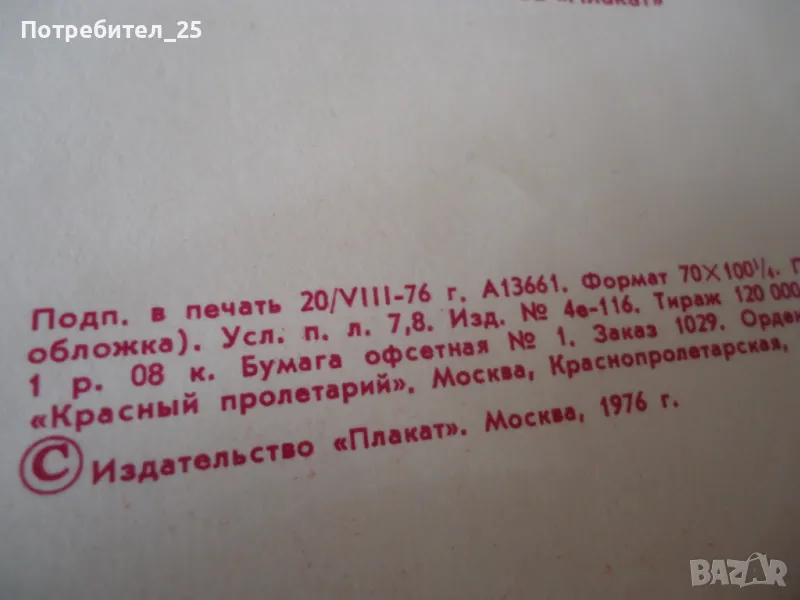 Потребител_25
«Плакат»
Подп. в печать 20/VIII-76 г. А13661. Формат 70×100¹/₄.
обложка). Усл. п. л. 7,8. Изд. № 4е-116. Тираж 120 000
1 р. 08 к. Бумага офсетная № 1. Заказ 1029.
«Красный пролетарий». Москва, Краснопролетарская,
© Издательство «Плакат». Москва, 1976 г.
BAZAR